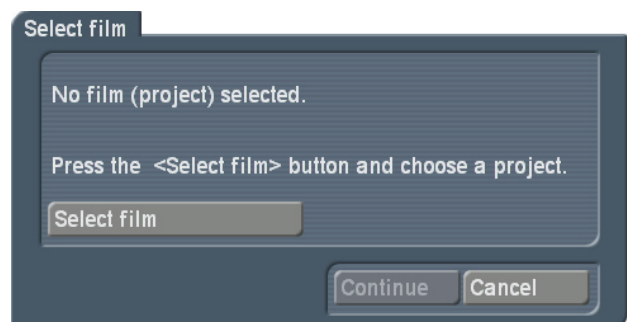 Select film
No film (project) selected.
Press the <Select film> button and choose a project.
Select film
Continue Cancel